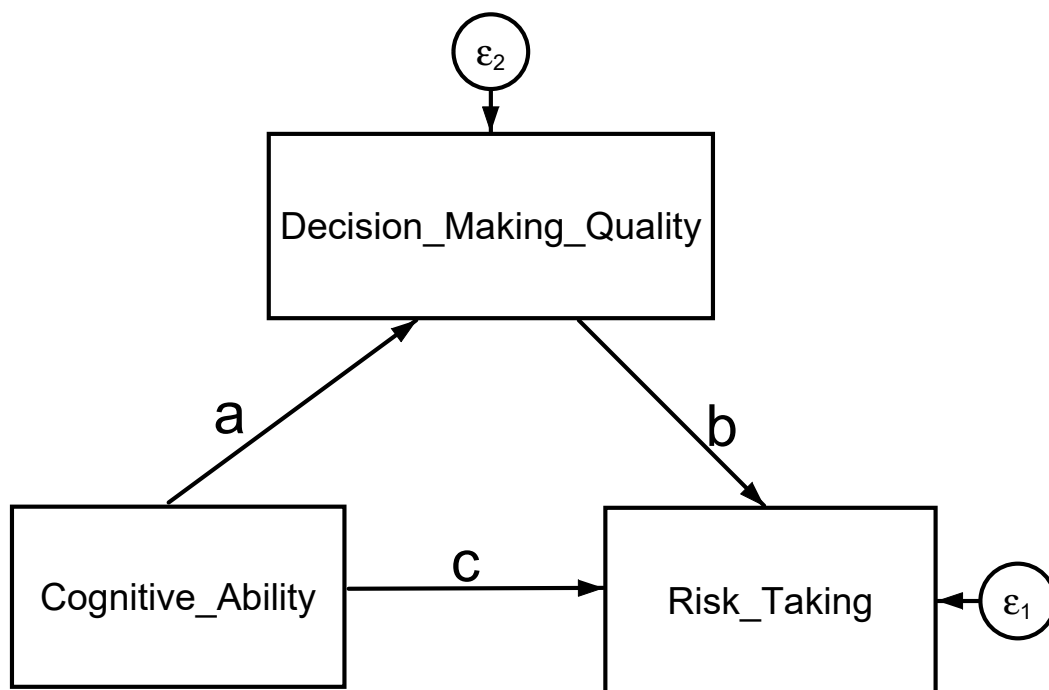 ε2
Decision_Making_Quality
a
b
c
Cognitive_Ability
Risk_Taking
ε1